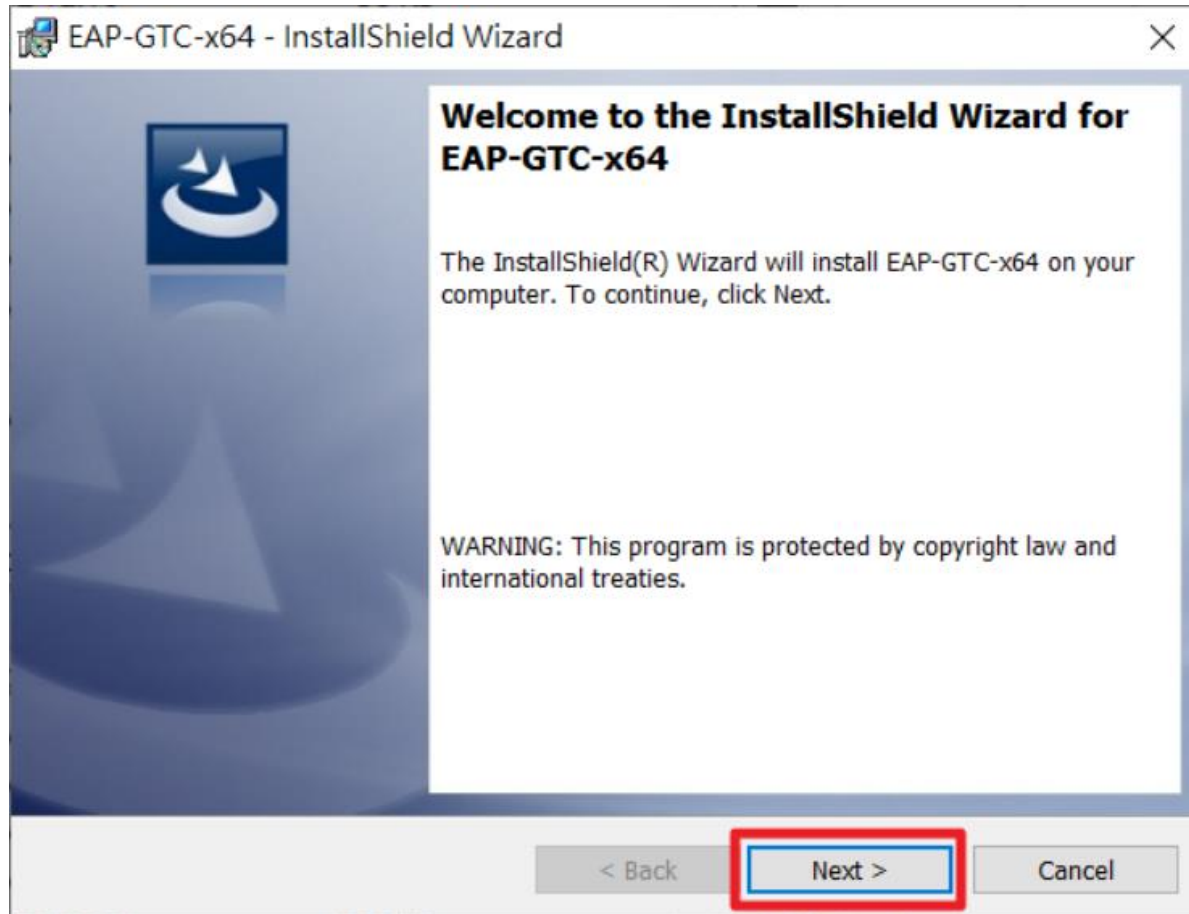 EAP-GTC-x64 - InstallShield Wizard
Welcome to the InstallShield Wizard for
EAP-GTC-x64
The InstallShield(R) Wizard will install EAP-GTC-x64 on your
computer. To continue, click Next.
WARNING: This program is protected by copyright law and
international treaties.
< Back
Next >
Cancel